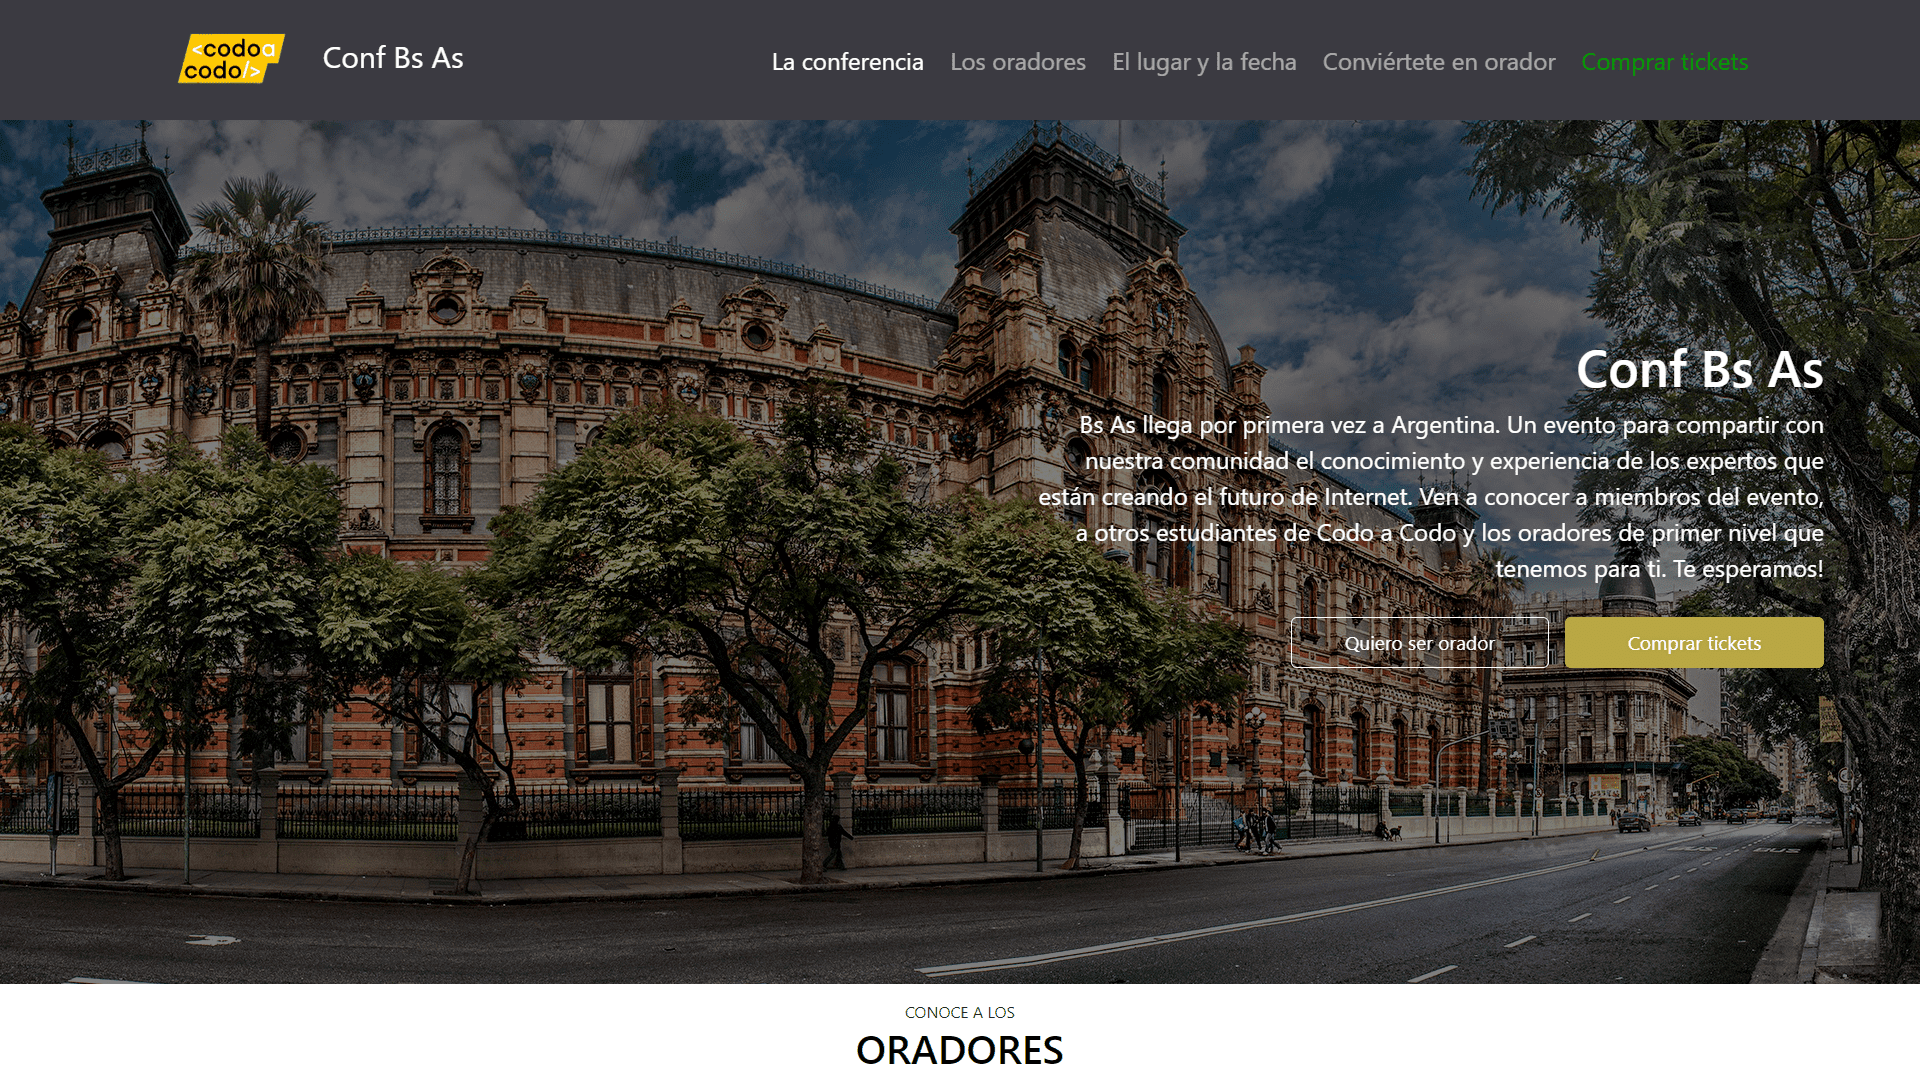 <codo a
codo/>
Conf Bs As
La conferencia
Los oradores
El lugar y la fecha
Conviértete en orador
Comprar tickets
Conf Bs As
Bs As llega por primera vez a Argentina. Un evento para compartir con
nuestra comunidad el conocimiento y experiencia de los expertos que
están creando el futuro de Internet. Ven a conocer a miembros del evento,
a otros estudiantes de Codo a Codo y los oradores de primer nivel que
tenemos para ti. Te esperamos!
Quiero ser orador
Comprar tickets
CONOCE A LOS
ORADORES